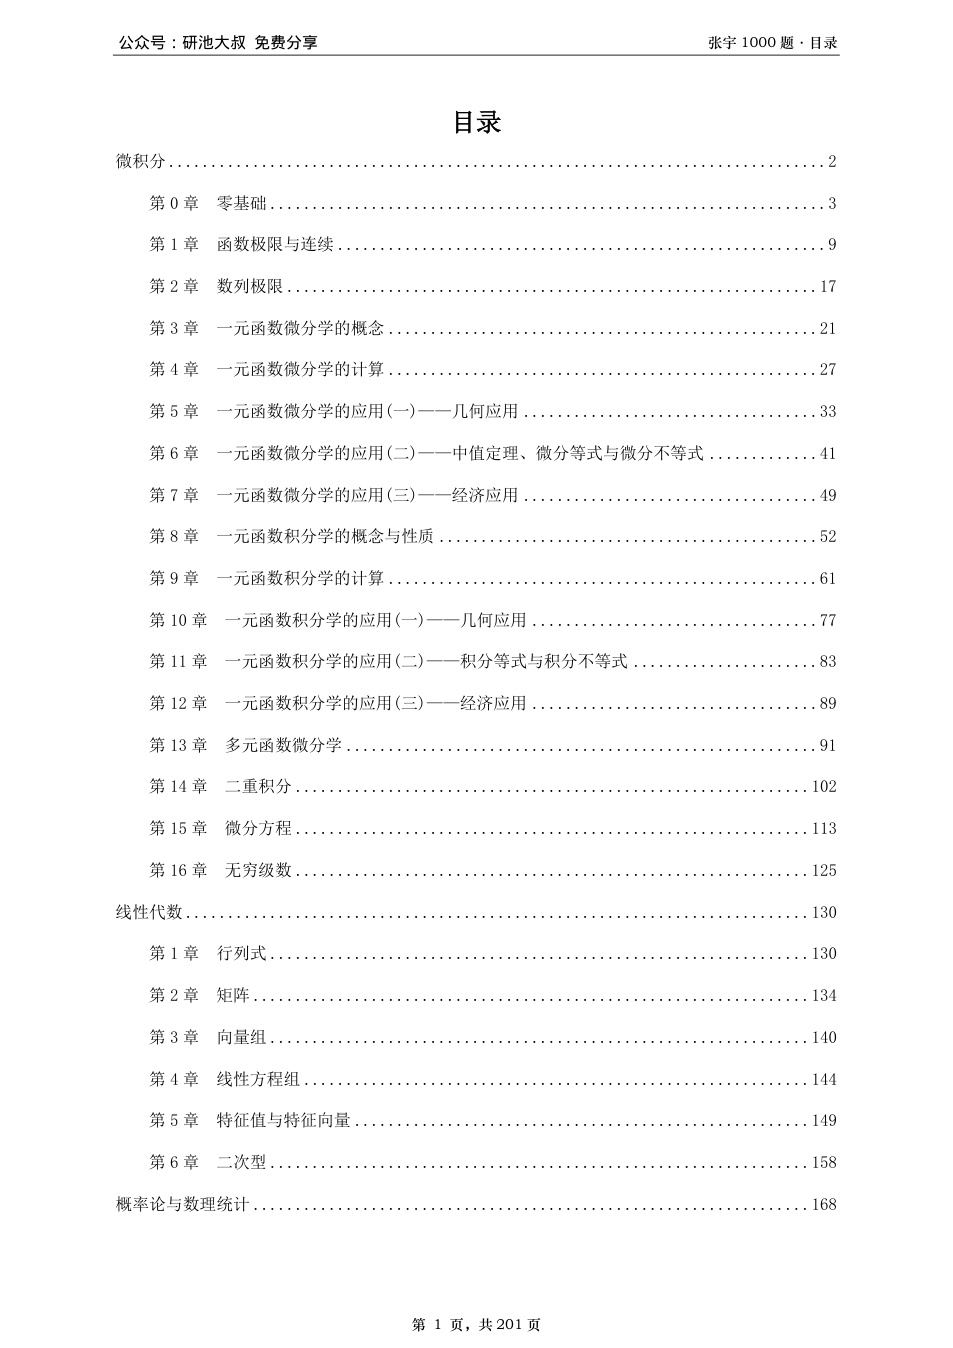 公众号：研池大叔 免费分享 张宇 1000 题·目录
目录
微积分........................................2
第 0 章 零基础........................................3
第 1 章 函数极限与连续........................................9
第 2 章 数列极限........................................17
第 3 章 一元函数微分学的概念........................................21
第 4 章 一元函数微分学的计算........................................27
第 5 章 一元函数微分学的应用(一)——几何应用........................................33
第 6 章 一元函数微分学的应用(二)——中值定理、微分等式与微分不等式.............41
第 7 章 一元函数微分学的应用(三)——经济应用........................................49
第 8 章 一元函数积分学的概念与性质........................................52
第 9 章 一元函数积分学的计算........................................61
第 10 章 一元函数积分学的应用(一)——几何应用........................................77
第 11 章 一元函数积分学的应用(二)——积分等式与积分不等式......................83
第 12 章 一元函数积分学的应用(三)——经济应用........................................89
第 13 章 多元函数微分学........................................91
第 14 章 二重积分........................................102
第 15 章 微分方程........................................113
第 16 章 无穷级数........................................125
线性代数........................................130
第 1 章 行列式........................................130
第 2 章 矩阵........................................134
第 3 章 向量组........................................140
第 4 章 线性方程组........................................144
第 5 章 特征值与特征向量........................................149
第 6 章 二次型........................................158
概率论与数理统计........................................168
第 1 页，共 201 页